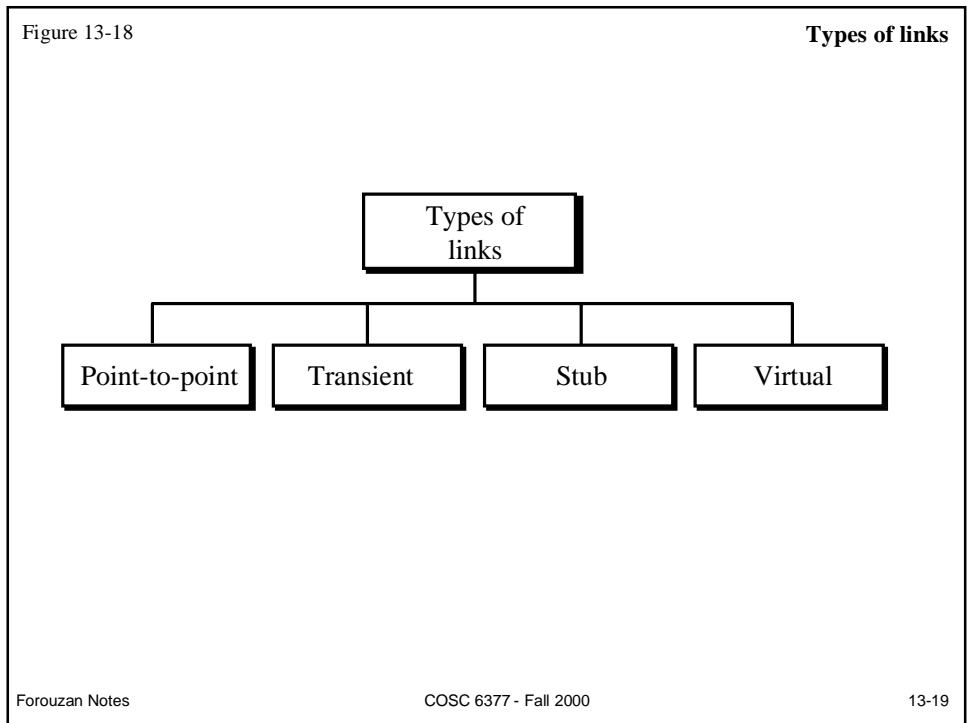 Figure 13-18
Types of links
Types of
links
Point-to-point
Transient
Stub
Virtual
Forouzan Notes
COSC 6377 - Fall 2000
13-19